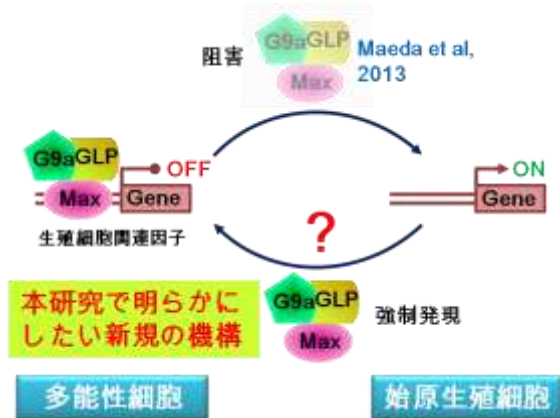 阻害
G9aGLP
Max
Maeda et al,
2013
G9aGLP
OFF
Max
Gene
生殖細胞関連因子
ON
Gene
?
本研究で明らかに
したい新規の機構
G9aGLP
Max
強制発現
多能性細胞
始原生殖細胞